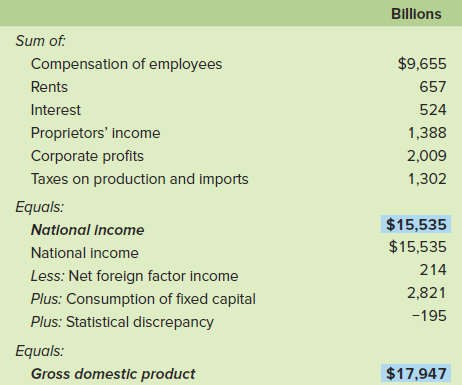 Billions
Sum of:
Compensation of employees $9,655
Rents 657
Interest 524
Proprietors' income 1,388
Corporate profits 2,009
Taxes on production and imports 1,302
Equals:
National income $15,535
National income $15,535
Less: Net foreign factor income 214
Plus: Consumption of fixed capital 2,821
Plus: Statistical discrepancy −195
Equals:
Gross domestic product $17,947